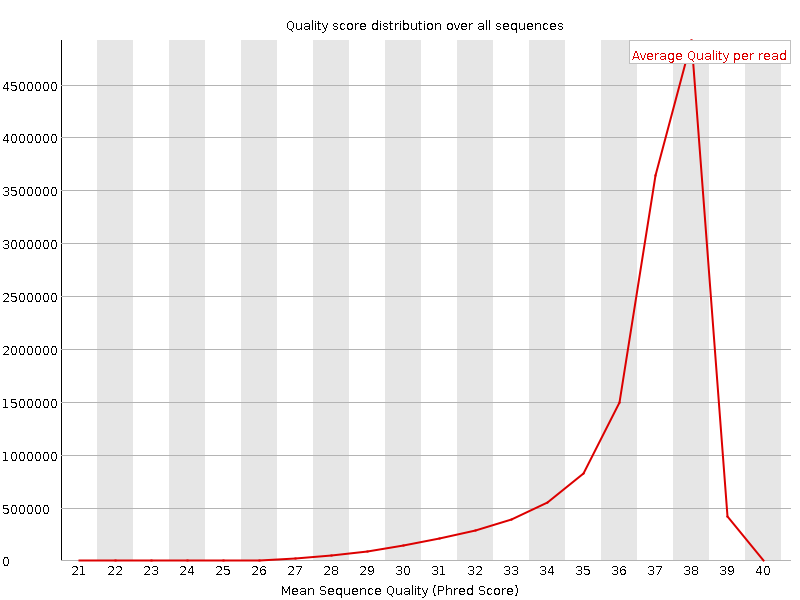 Quality score distribution over all sequences
Average Quality per read
4500000
4000000
3500000
3000000
2500000
2000000
1500000
1000000
500000
0
21 22 23 24 25 26 27 28 29 30 31 32 33 34 35 36 37 38 39 40
Mean Sequence Quality (Phred Score)